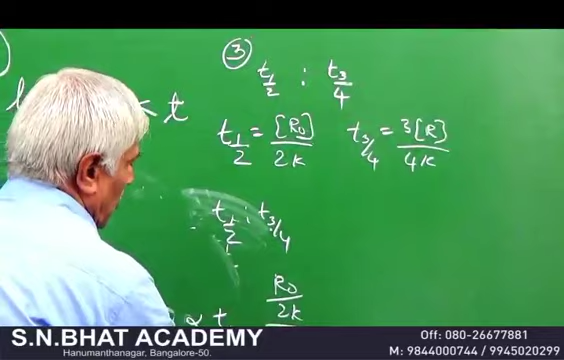 ③ t½ : t¾
l < t
t½ = [R₀]/2K t3/4 = 3[R]/4K
t½ : t3/4
R₀/2K
∝ t
S.N.BHAT ACADEMY
Hanumanthanagar, Bangalore-50.
Off: 080-26677881
M: 9844000744 / 9945020299